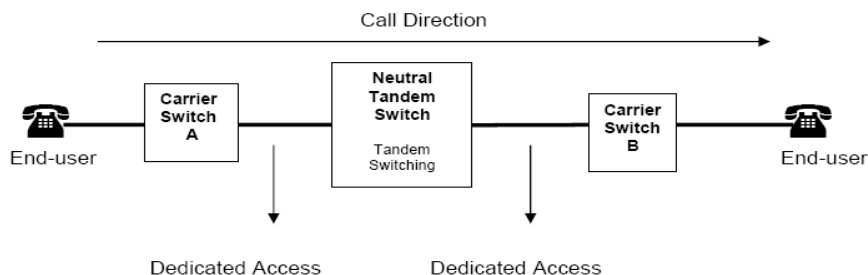 Call Direction
Neutral
Tandem
Switch
Tandem
Switching
Carrier
Switch
A
Carrier
Switch
B
End-user
End-user
Dedicated Access
Dedicated Access